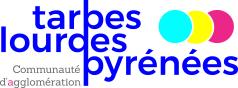 tarbes
lourdes
pyrénées
Communauté
d'agglomération